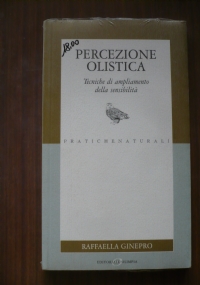 18.00
PERCEZIONE
OLISTICA
Tecniche di ampliamento
della sensibilità
PRATICHENATURALI
RAFFAELLA GINEPRO